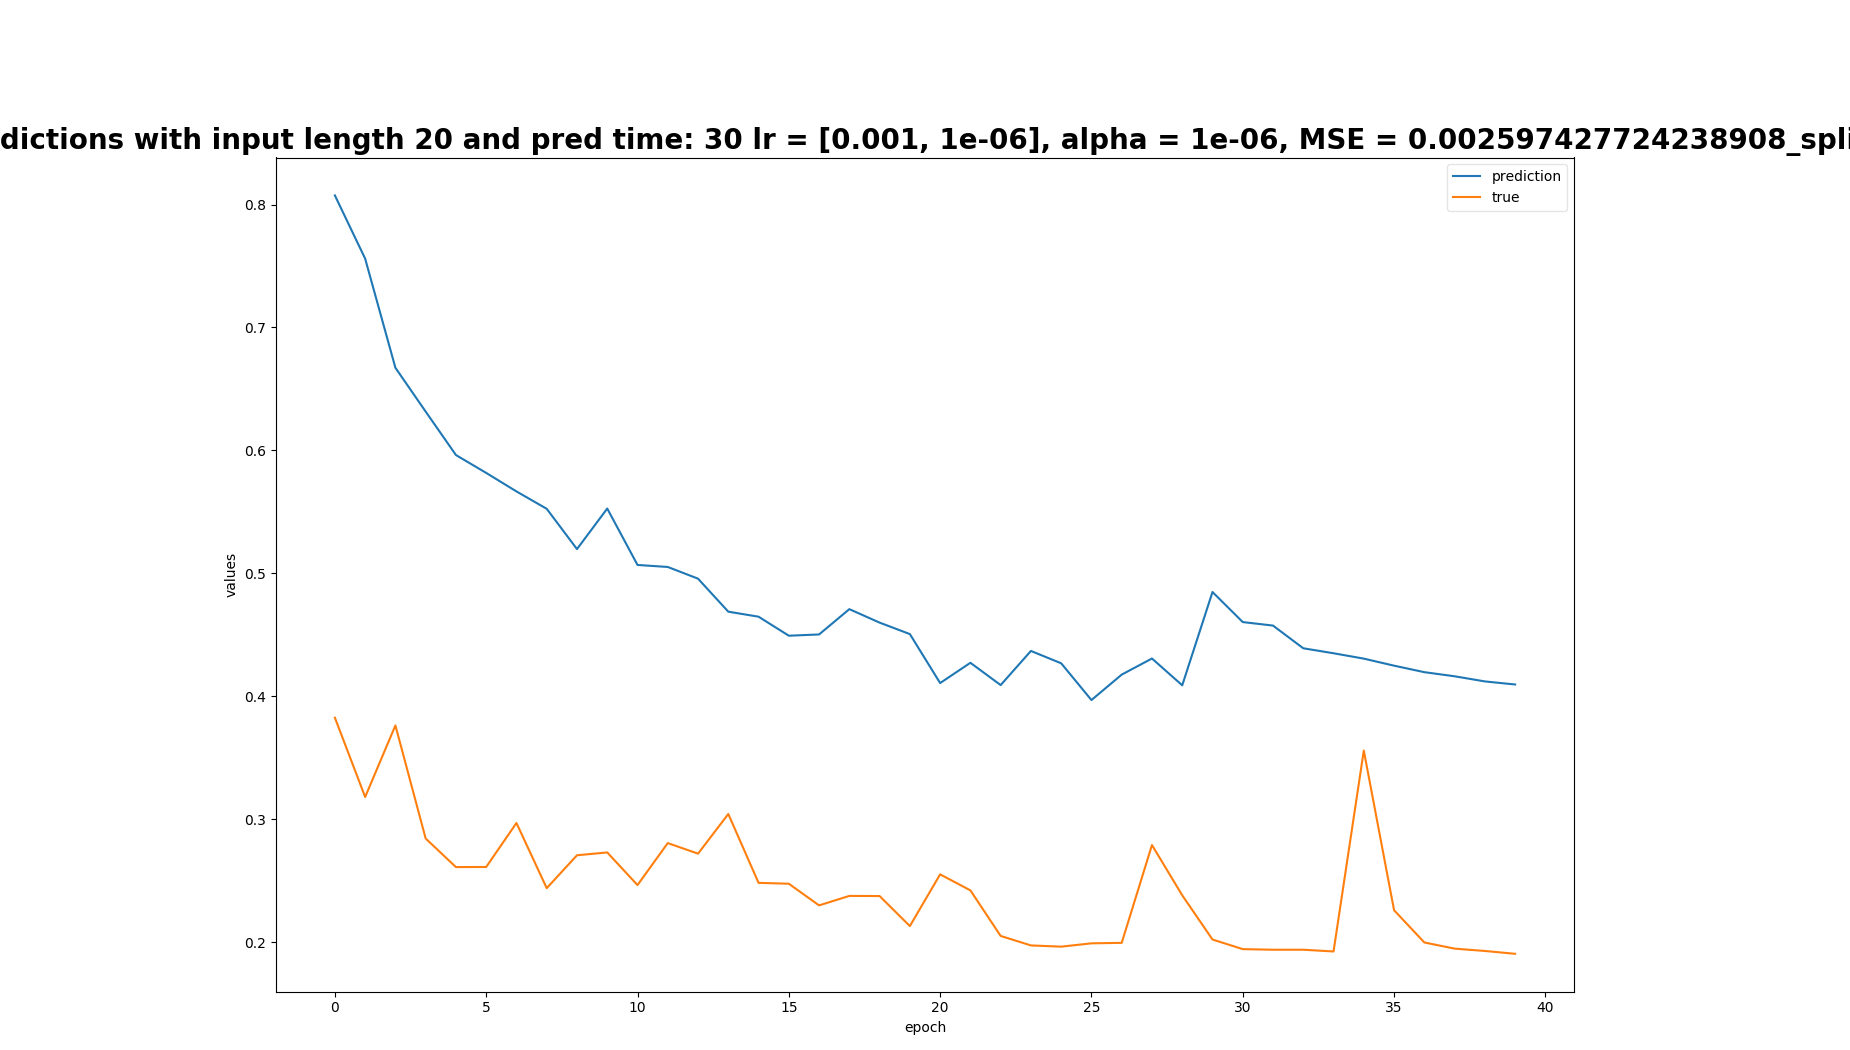 dictions with input length 20 and pred time: 30 lr = [0.001, 1e-06], alpha = 1e-06, MSE = 0.002597427724238908_spli
prediction
true
0.8
0.7
0.6
0.5
0.4
0.3
0.2
values
0 5 10 15 20 25 30 35 40
epoch